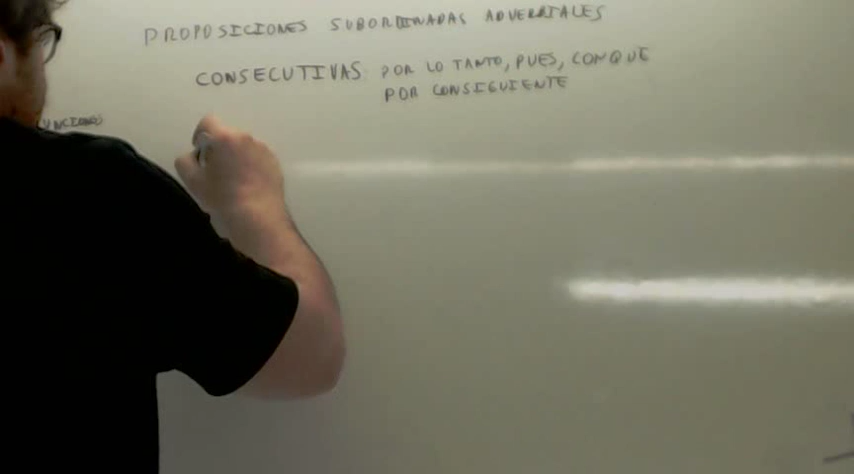 PROPOSICIONES SUBORDINADAS ADVERBIALES
CONSECUTIVAS POR LO TANTO, PUES, CONQUE
POR CONSIGUIENTE